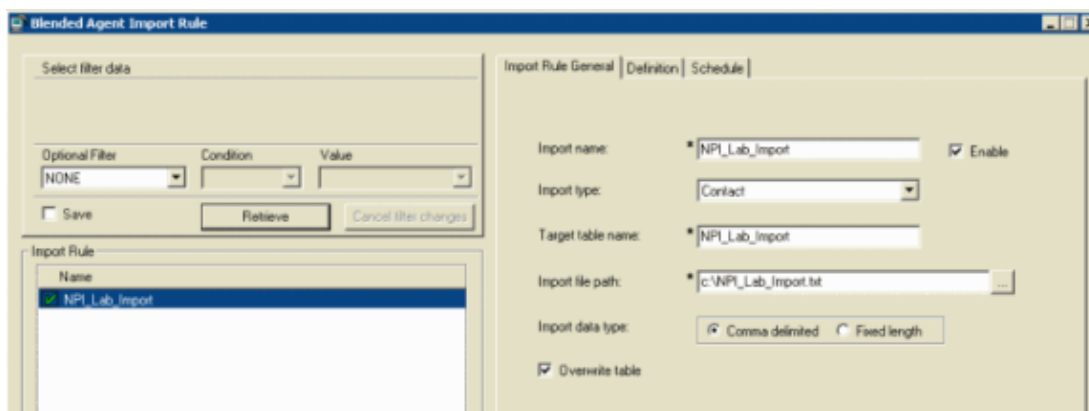 Blended Agent Import Rule
Select filter data
Optional Filter Condition Value
NONE
Save Retrieve Cancel filter changes
Import Rule
Name
NPI_Lab_Import
Import Rule General Definition Schedule
Import name: * NPI_Lab_Import Enable
Import type: Contact
Target table name: * NPI_Lab_Import
Import file path: * c:\NPI_Lab_Import.txt ...
Import data type: Comma delimited Fixed length
Overwrite table